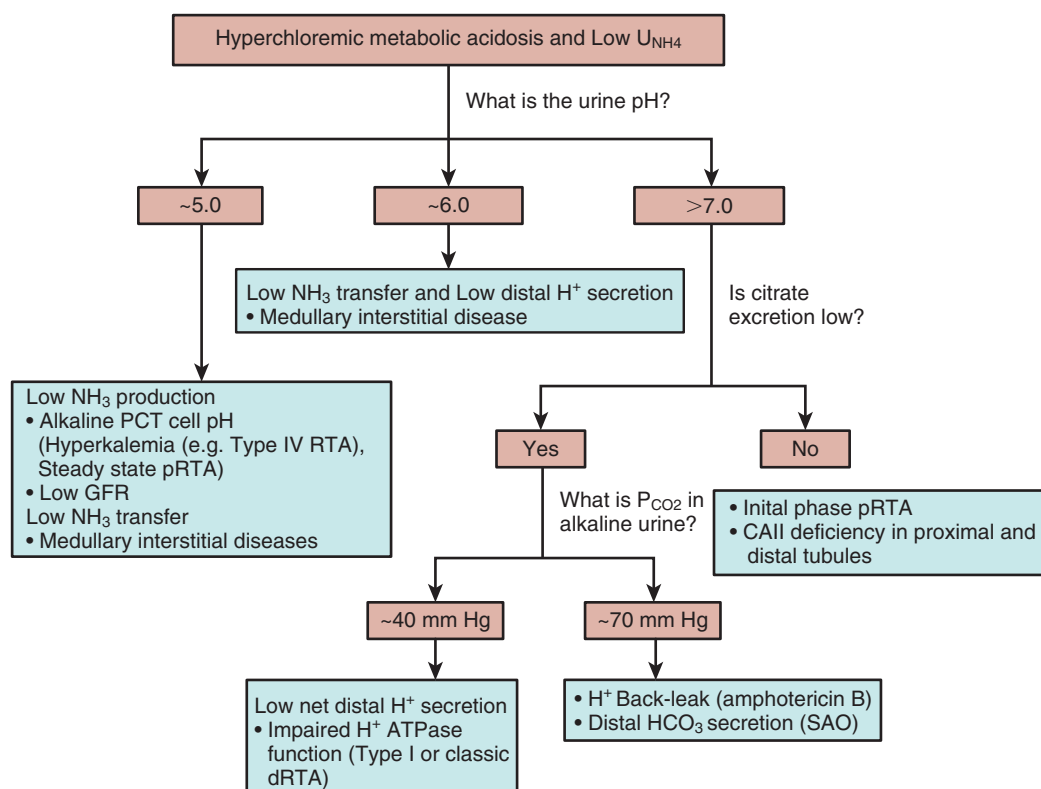 Hyperchloremic metabolic acidosis and Low U_NH4
What is the urine pH?
~5.0
~6.0
>7.0
Low NH3 transfer and Low distal H+ secretion
• Medullary interstitial disease
Is citrate
excretion low?
Low NH3 production
• Alkaline PCT cell pH
(Hyperkalemia (e.g. Type IV RTA),
Steady state pRTA)
• Low GFR
Low NH3 transfer
• Medullary interstitial diseases
Yes
No
What is PCO2 in
alkaline urine?
• Inital phase pRTA
• CAII deficiency in proximal and
distal tubules
~40 mm Hg
~70 mm Hg
Low net distal H+ secretion
• Impaired H+ ATPase
function (Type I or classic
dRTA)
• H+ Back-leak (amphotericin B)
• Distal HCO3 secretion (SAO)